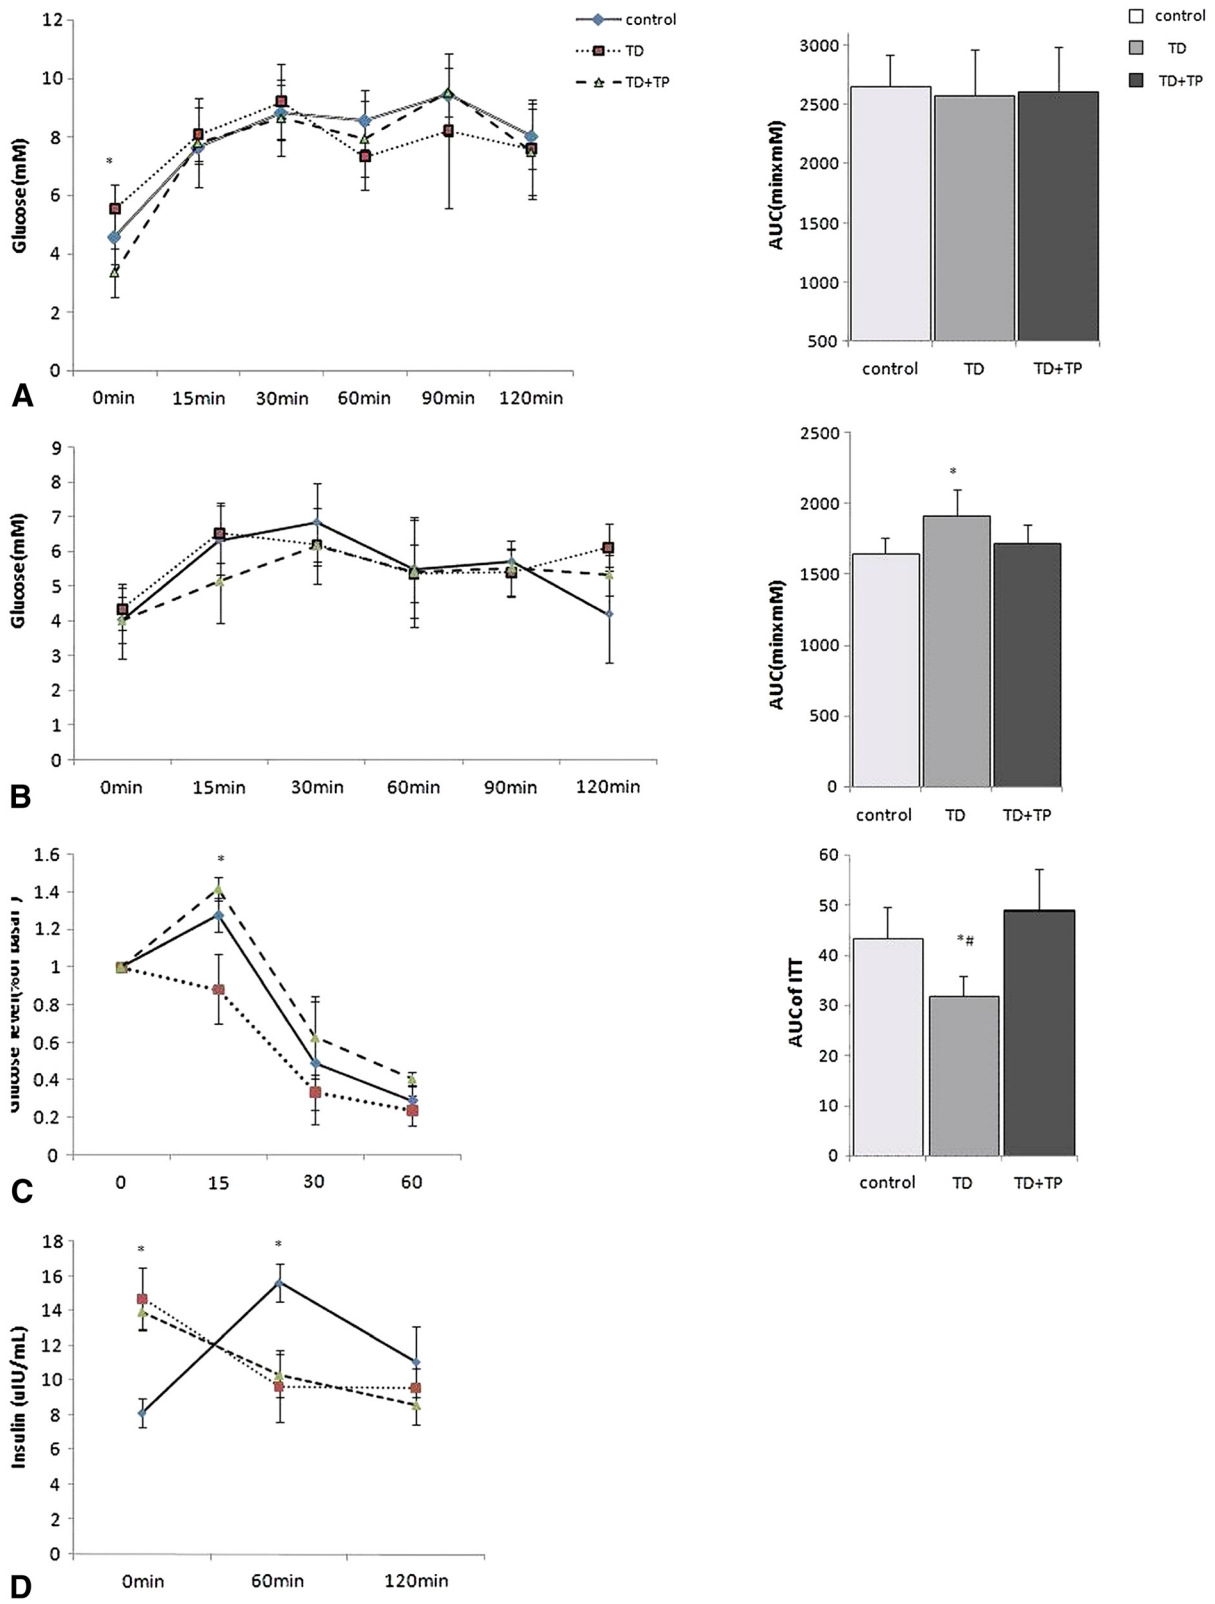 12
10
8
6
4
2
0
Glucose(mM)
*
0min 15min 30min 60min 90min 120min
control
TD
TD+TP
A
3000
2500
2000
1500
1000
500
AUC(minxmM)
control TD TD+TP
control
TD
TD+TP
9
8
7
6
5
4
3
2
1
0
Glucose(mM)
0min 15min 30min 60min 90min 120min
B
2500
2000
1500
1000
500
0
AUC(minxmM)
*
control TD TD+TP
1.6
1.4
1.2
1
0.8
0.6
0.4
0.2
0
Glucose level(%of basal )
*
0 15 30 60
C
60
50
40
30
20
10
0
AUCof ITT
*#
control TD TD+TP
18
16
14
12
10
8
6
4
2
0
Insulin (uIU/mL)
* *
0min 60min 120min
D